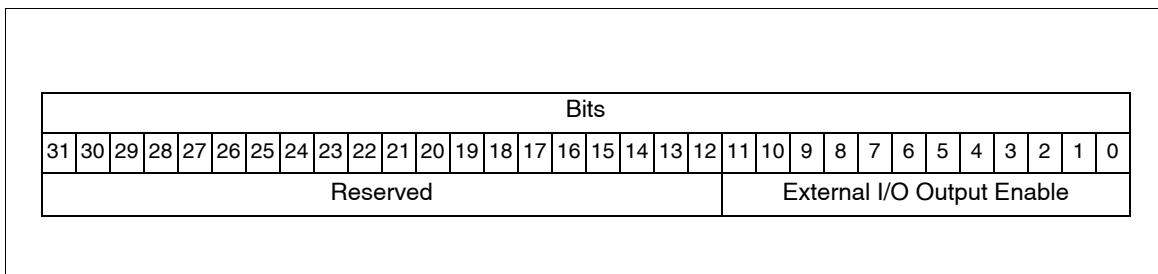 Bits
31 30 29 28 27 26 25 24 23 22 21 20 19 18 17 16 15 14 13 12 11 10 9 8 7 6 5 4 3 2 1 0
Reserved External I/O Output Enable